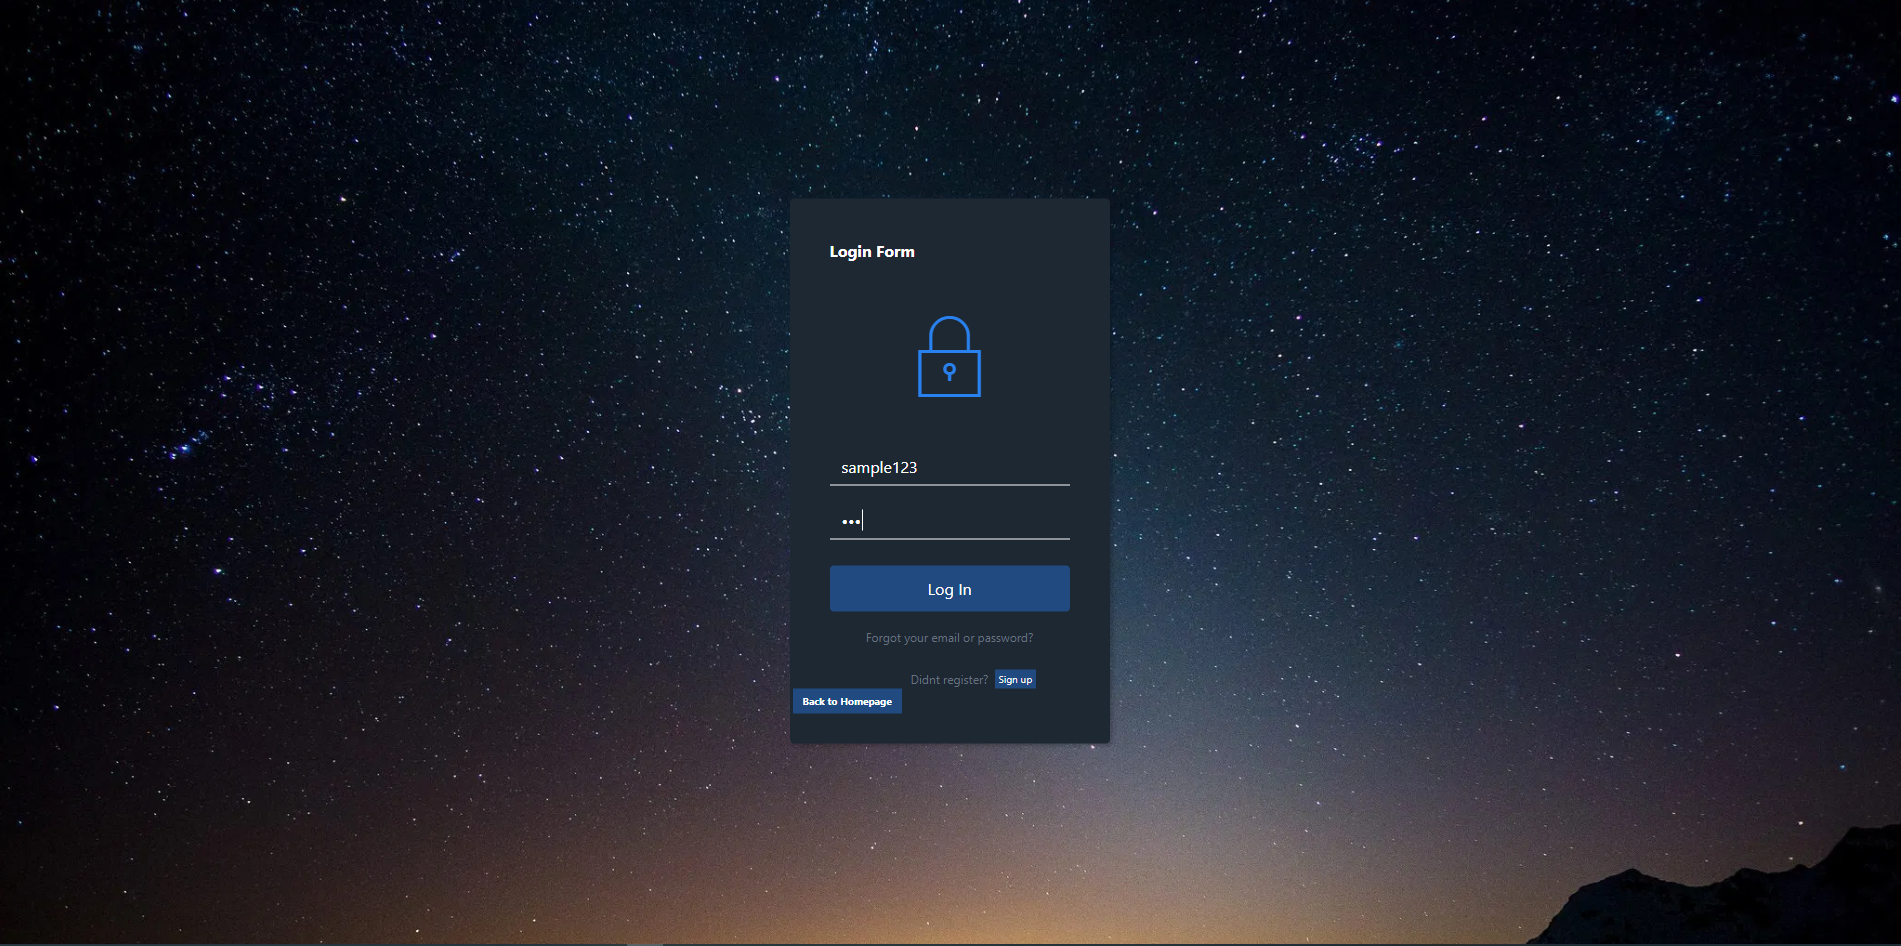 Login Form
sample123
•••
Log In
Forgot your email or password?
Didnt register? Sign up
Back to Homepage